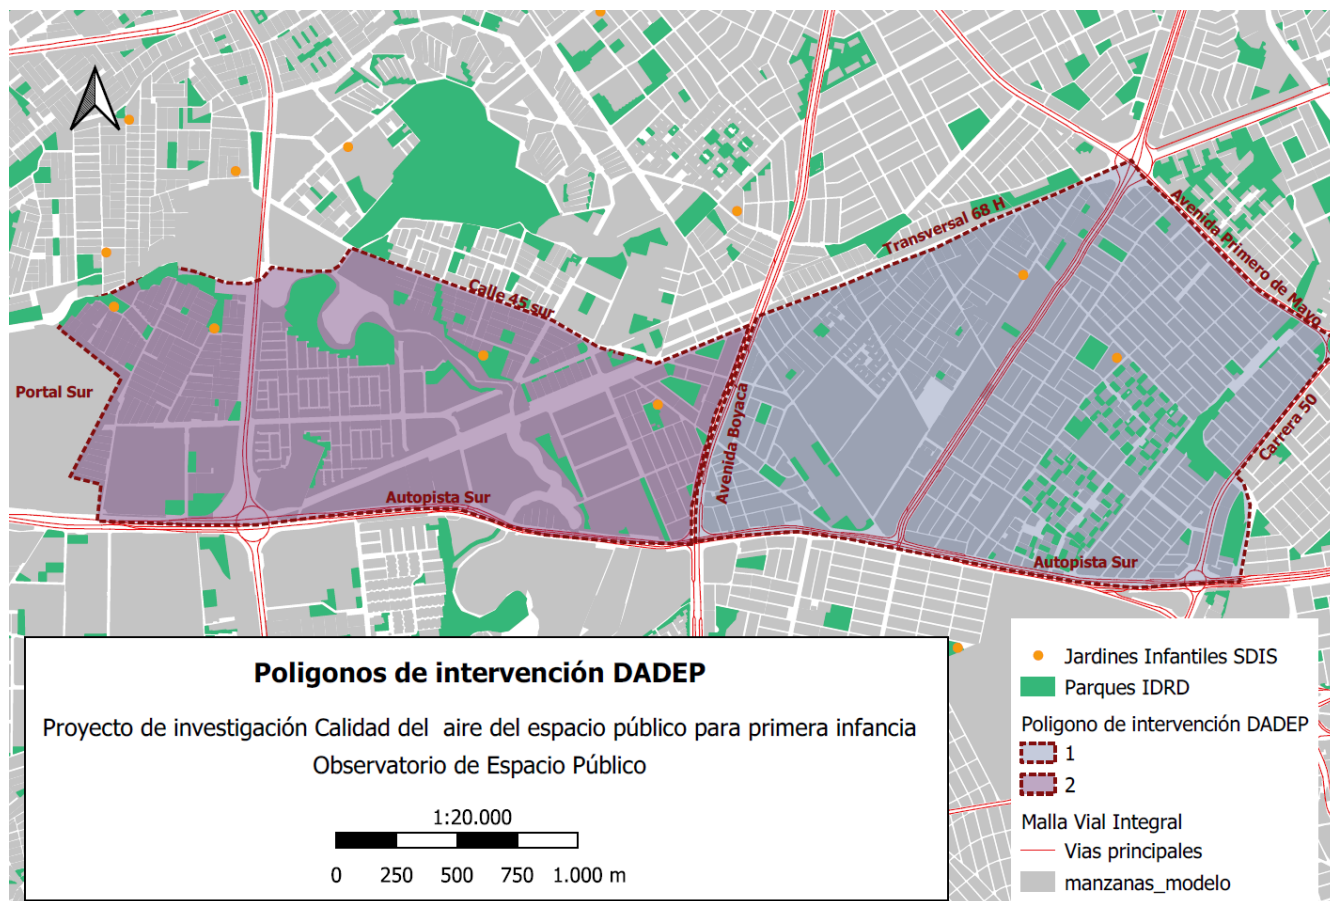 Transversal 68 H
Avenida Primero de Mayo
Calle 45 sur
Portal Sur
Avenida Boyaca
Carrera 50
Autopista Sur
Autopista Sur
Poligonos de intervención DADEP
Proyecto de investigación Calidad del aire del espacio público para primera infancia
Observatorio de Espacio Público
1:20.000
0 250 500 750 1.000 m
Jardines Infantiles SDIS
Parques IDRD
Poligono de intervención DADEP
1
2
Malla Vial Integral
Vias principales
manzanas_modelo